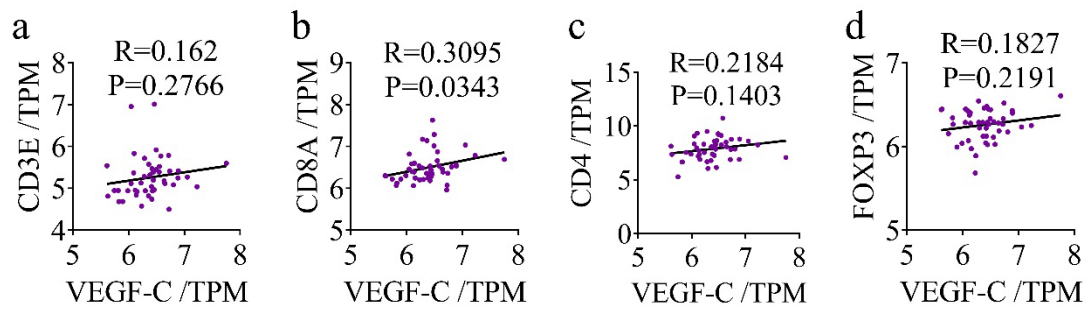 a
R=0.162
P=0.2766
CD3E /TPM
8
7
6
5
4
5 6 7 8
VEGF-C /TPM
b
R=0.3095
P=0.0343
CD8A /TPM
9
8
7
6
5
5 6 7 8
VEGF-C /TPM
c
R=0.2184
P=0.1403
CD4 /TPM
15
10
5
0
5 6 7 8
VEGF-C /TPM
d
R=0.1827
P=0.2191
FOXP3 /TPM
7
6
5
5 6 7 8
VEGF-C /TPM